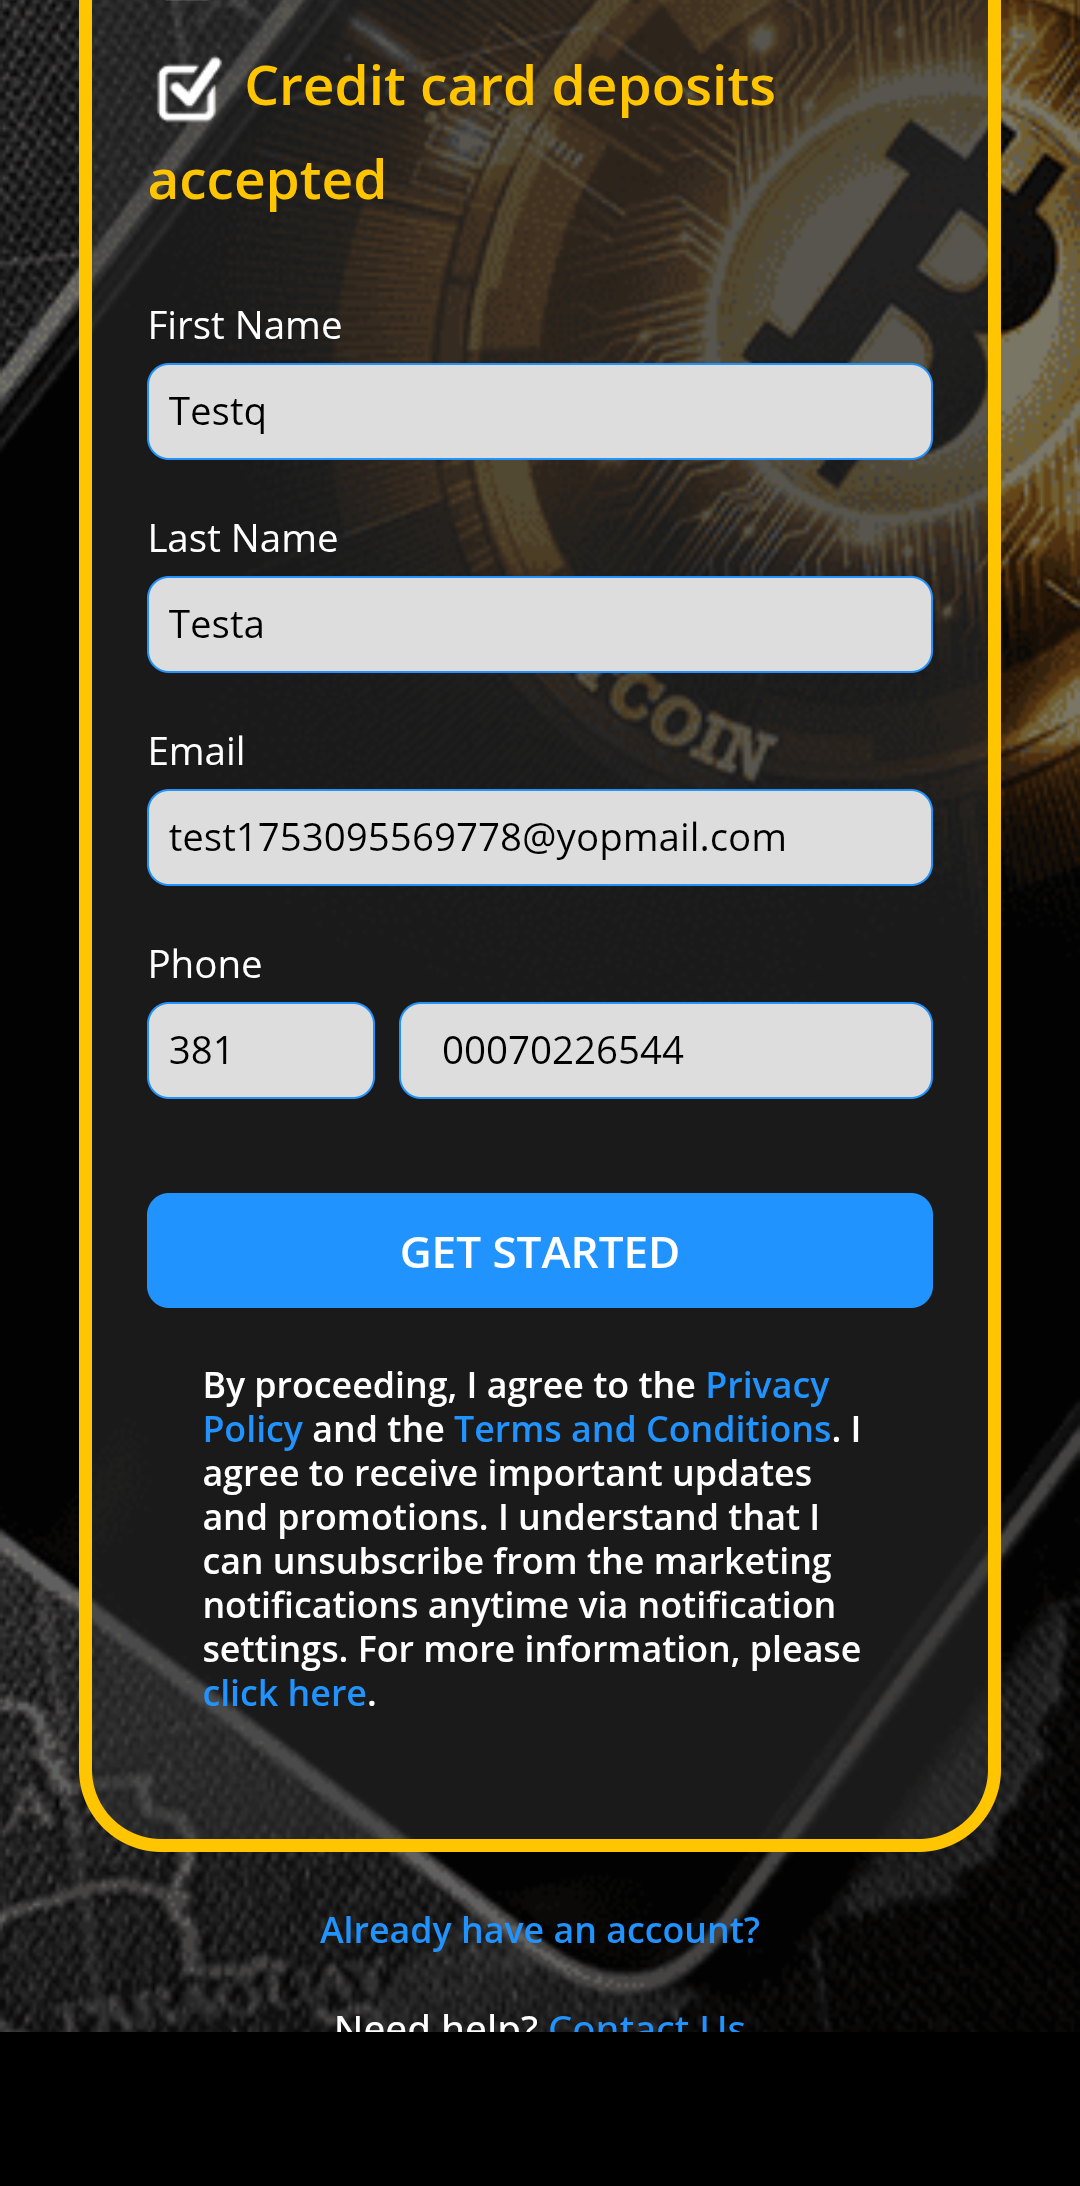 Credit card deposits
accepted
First Name
Testq
Last Name
Testa
COIN
Email
test1753095569778@yopmail.com
Phone
381 00070226544
GET STARTED
By proceeding, I agree to the Privacy
Policy and the Terms and Conditions. I
agree to receive important updates
and promotions. I understand that I
can unsubscribe from the marketing
notifications anytime via notification
settings. For more information, please
click here.
Already have an account?
Need help? Contact Us